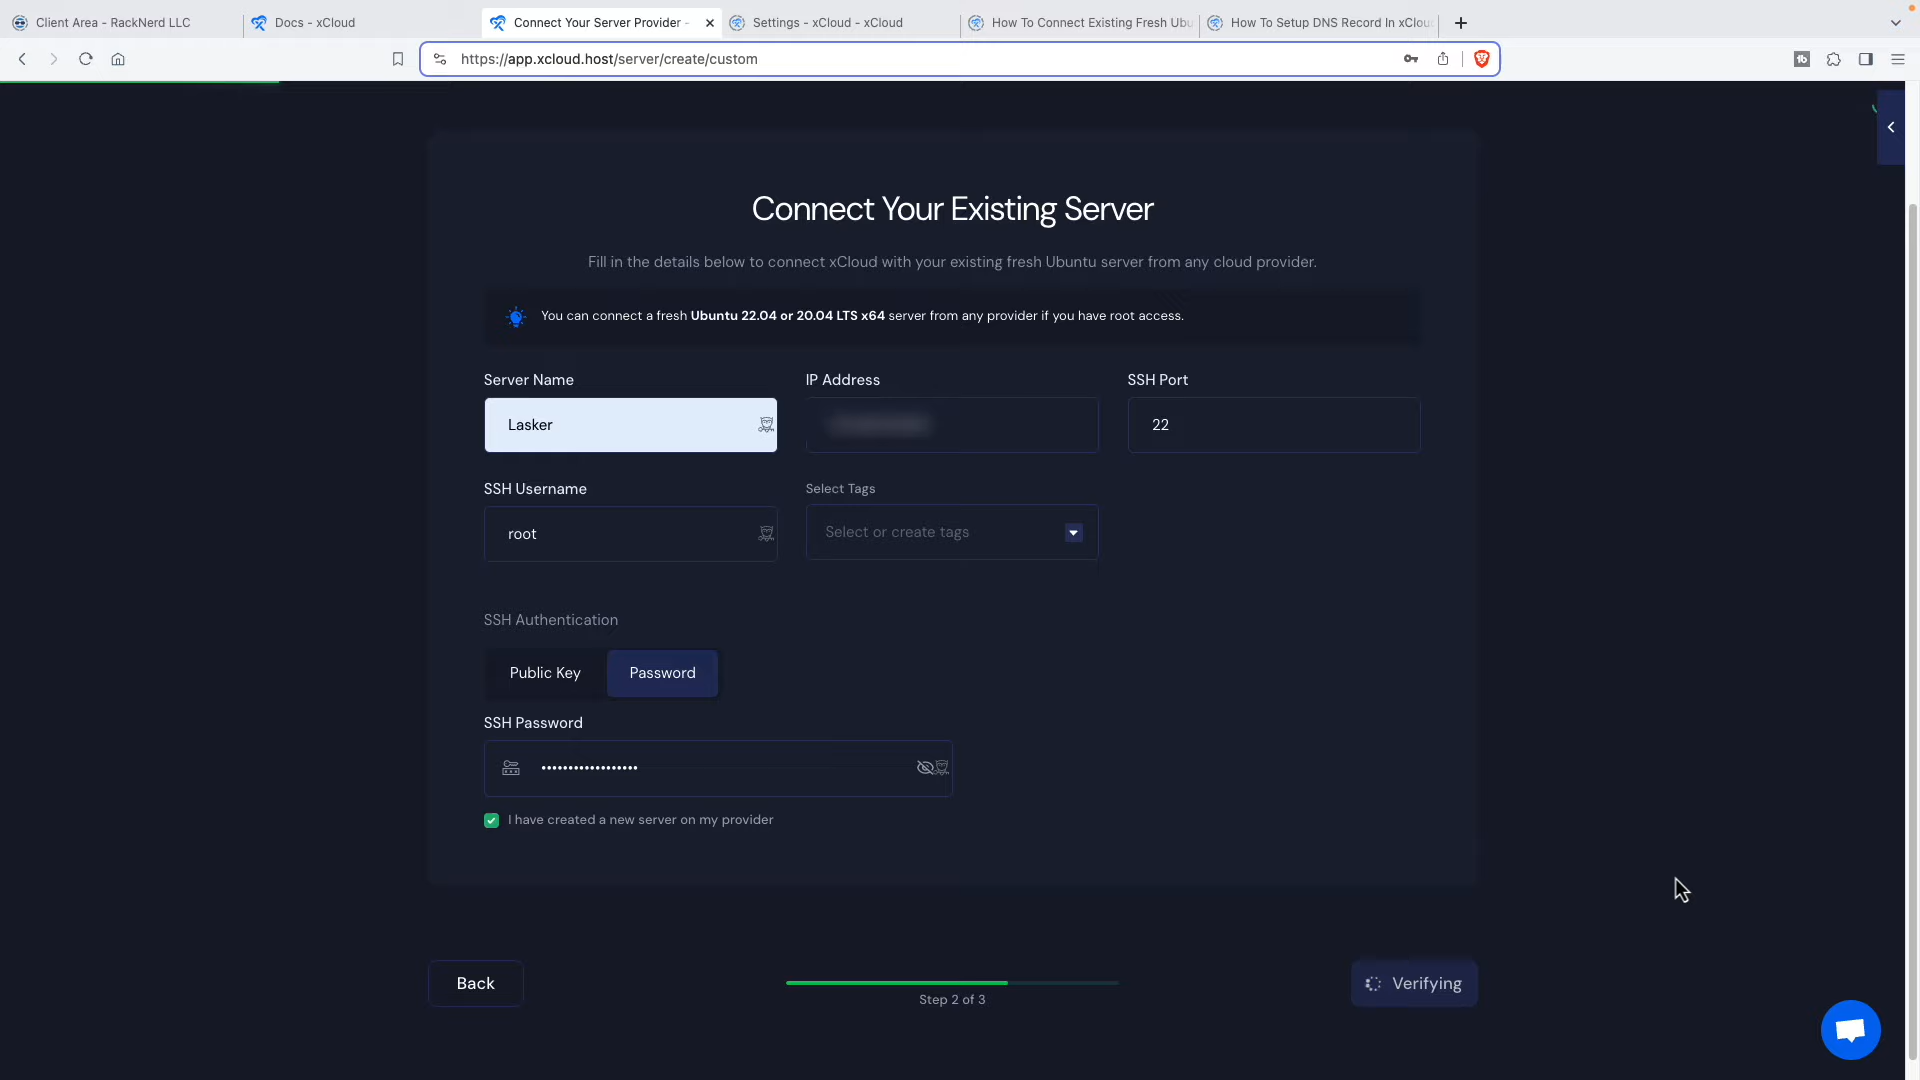 Client Area - RackNerd LLC
Docs - xCloud
Connect Your Server Provider -
Settings - xCloud - xCloud
How To Connect Existing Fresh Ubu
How To Setup DNS Record In xClou
https://app.xcloud.host/server/create/custom
Connect Your Existing Server
Fill in the details below to connect xCloud with your existing fresh Ubuntu server from any cloud provider.
You can connect a fresh Ubuntu 22.04 or 20.04 LTS x64 server from any provider if you have root access.
Server Name
IP Address
SSH Port
Lasker
22
SSH Username
Select Tags
root
Select or create tags
SSH Authentication
Public Key
Password
SSH Password
••••••••••••••••••
I have created a new server on my provider
Back
Step 2 of 3
Verifying